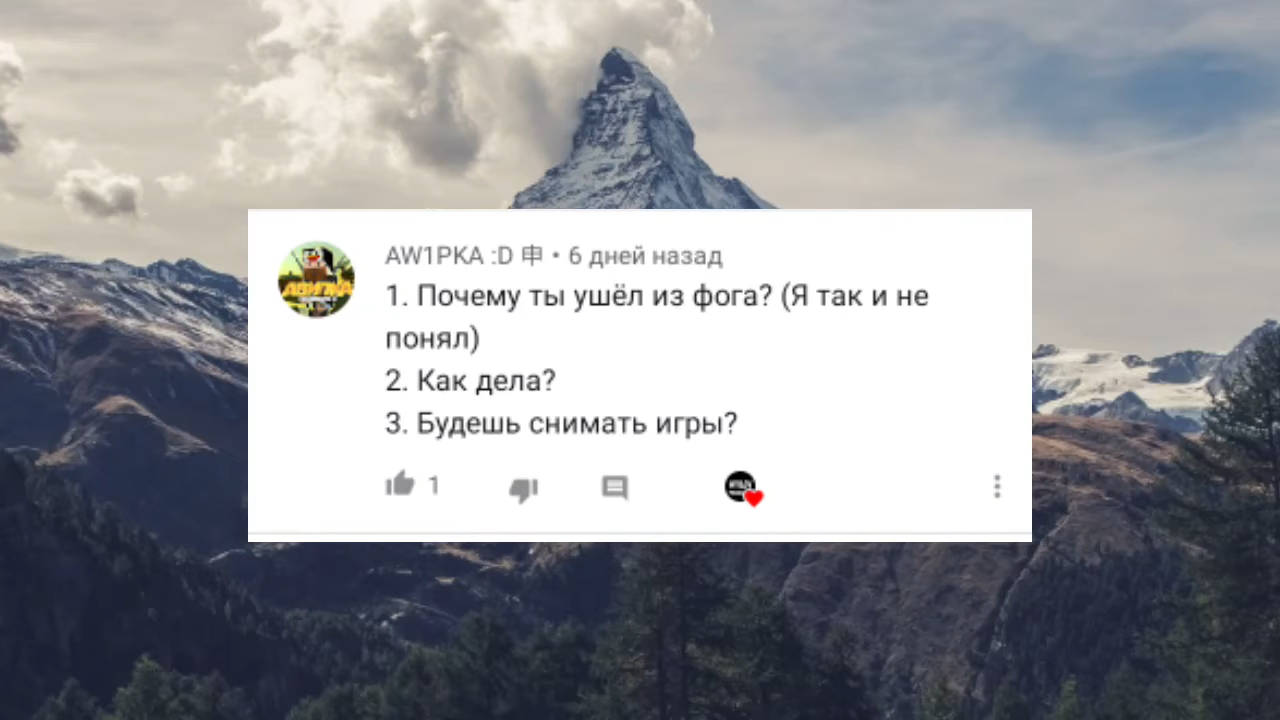 AW1PKA :D 申 • 6 дней назад
1. Почему ты ушёл из фога? (Я так и не
понял)
2. Как дела?
3. Будешь снимать игры?
1